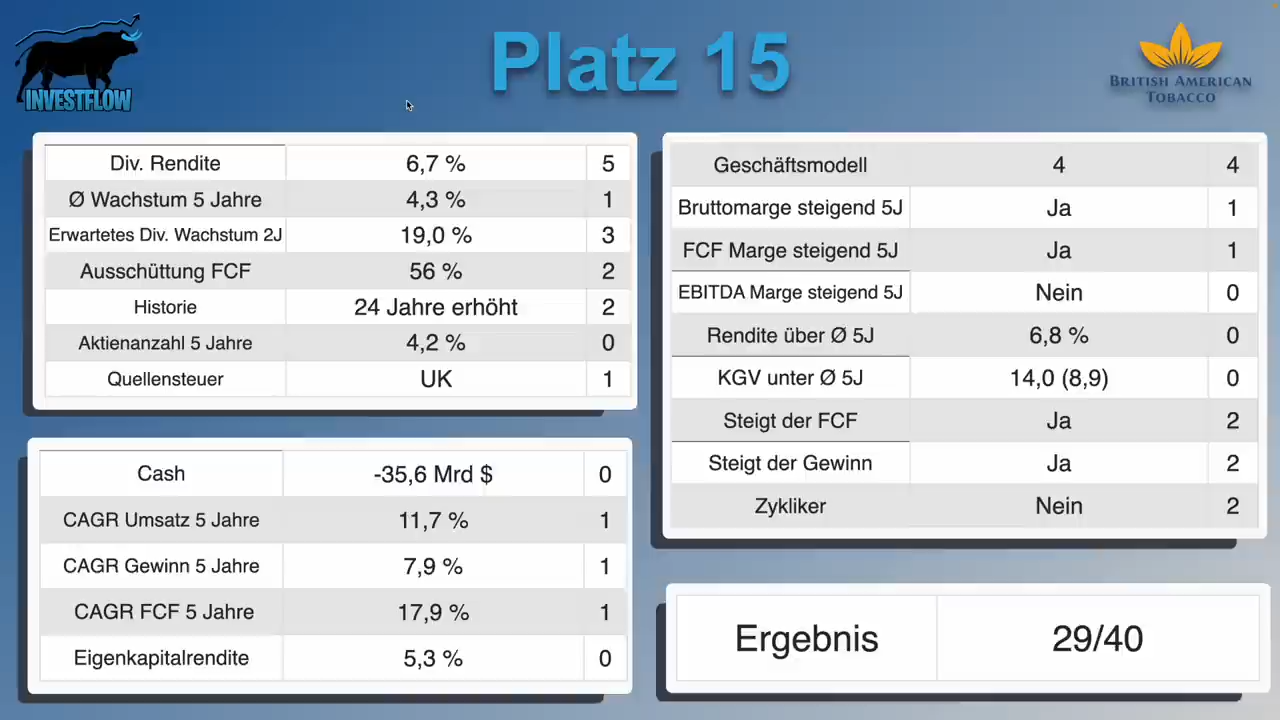 Platz 15
INVESTFLOW
BRITISH AMERICAN
TOBACCO
Div. Rendite 6,7 % 5
Ø Wachstum 5 Jahre 4,3 % 1
Erwartetes Div. Wachstum 2J 19,0 % 3
Ausschüttung FCF 56 % 2
Historie 24 Jahre erhöht 2
Aktienanzahl 5 Jahre 4,2 % 0
Quellensteuer UK 1
Cash -35,6 Mrd $ 0
CAGR Umsatz 5 Jahre 11,7 % 1
CAGR Gewinn 5 Jahre 7,9 % 1
CAGR FCF 5 Jahre 17,9 % 1
Eigenkapitalrendite 5,3 % 0
Geschäftsmodell 4 4
Bruttomarge steigend 5J Ja 1
FCF Marge steigend 5J Ja 1
EBITDA Marge steigend 5J Nein 0
Rendite über Ø 5J 6,8 % 0
KGV unter Ø 5J 14,0 (8,9) 0
Steigt der FCF Ja 2
Steigt der Gewinn Ja 2
Zykliker Nein 2
Ergebnis 29/40